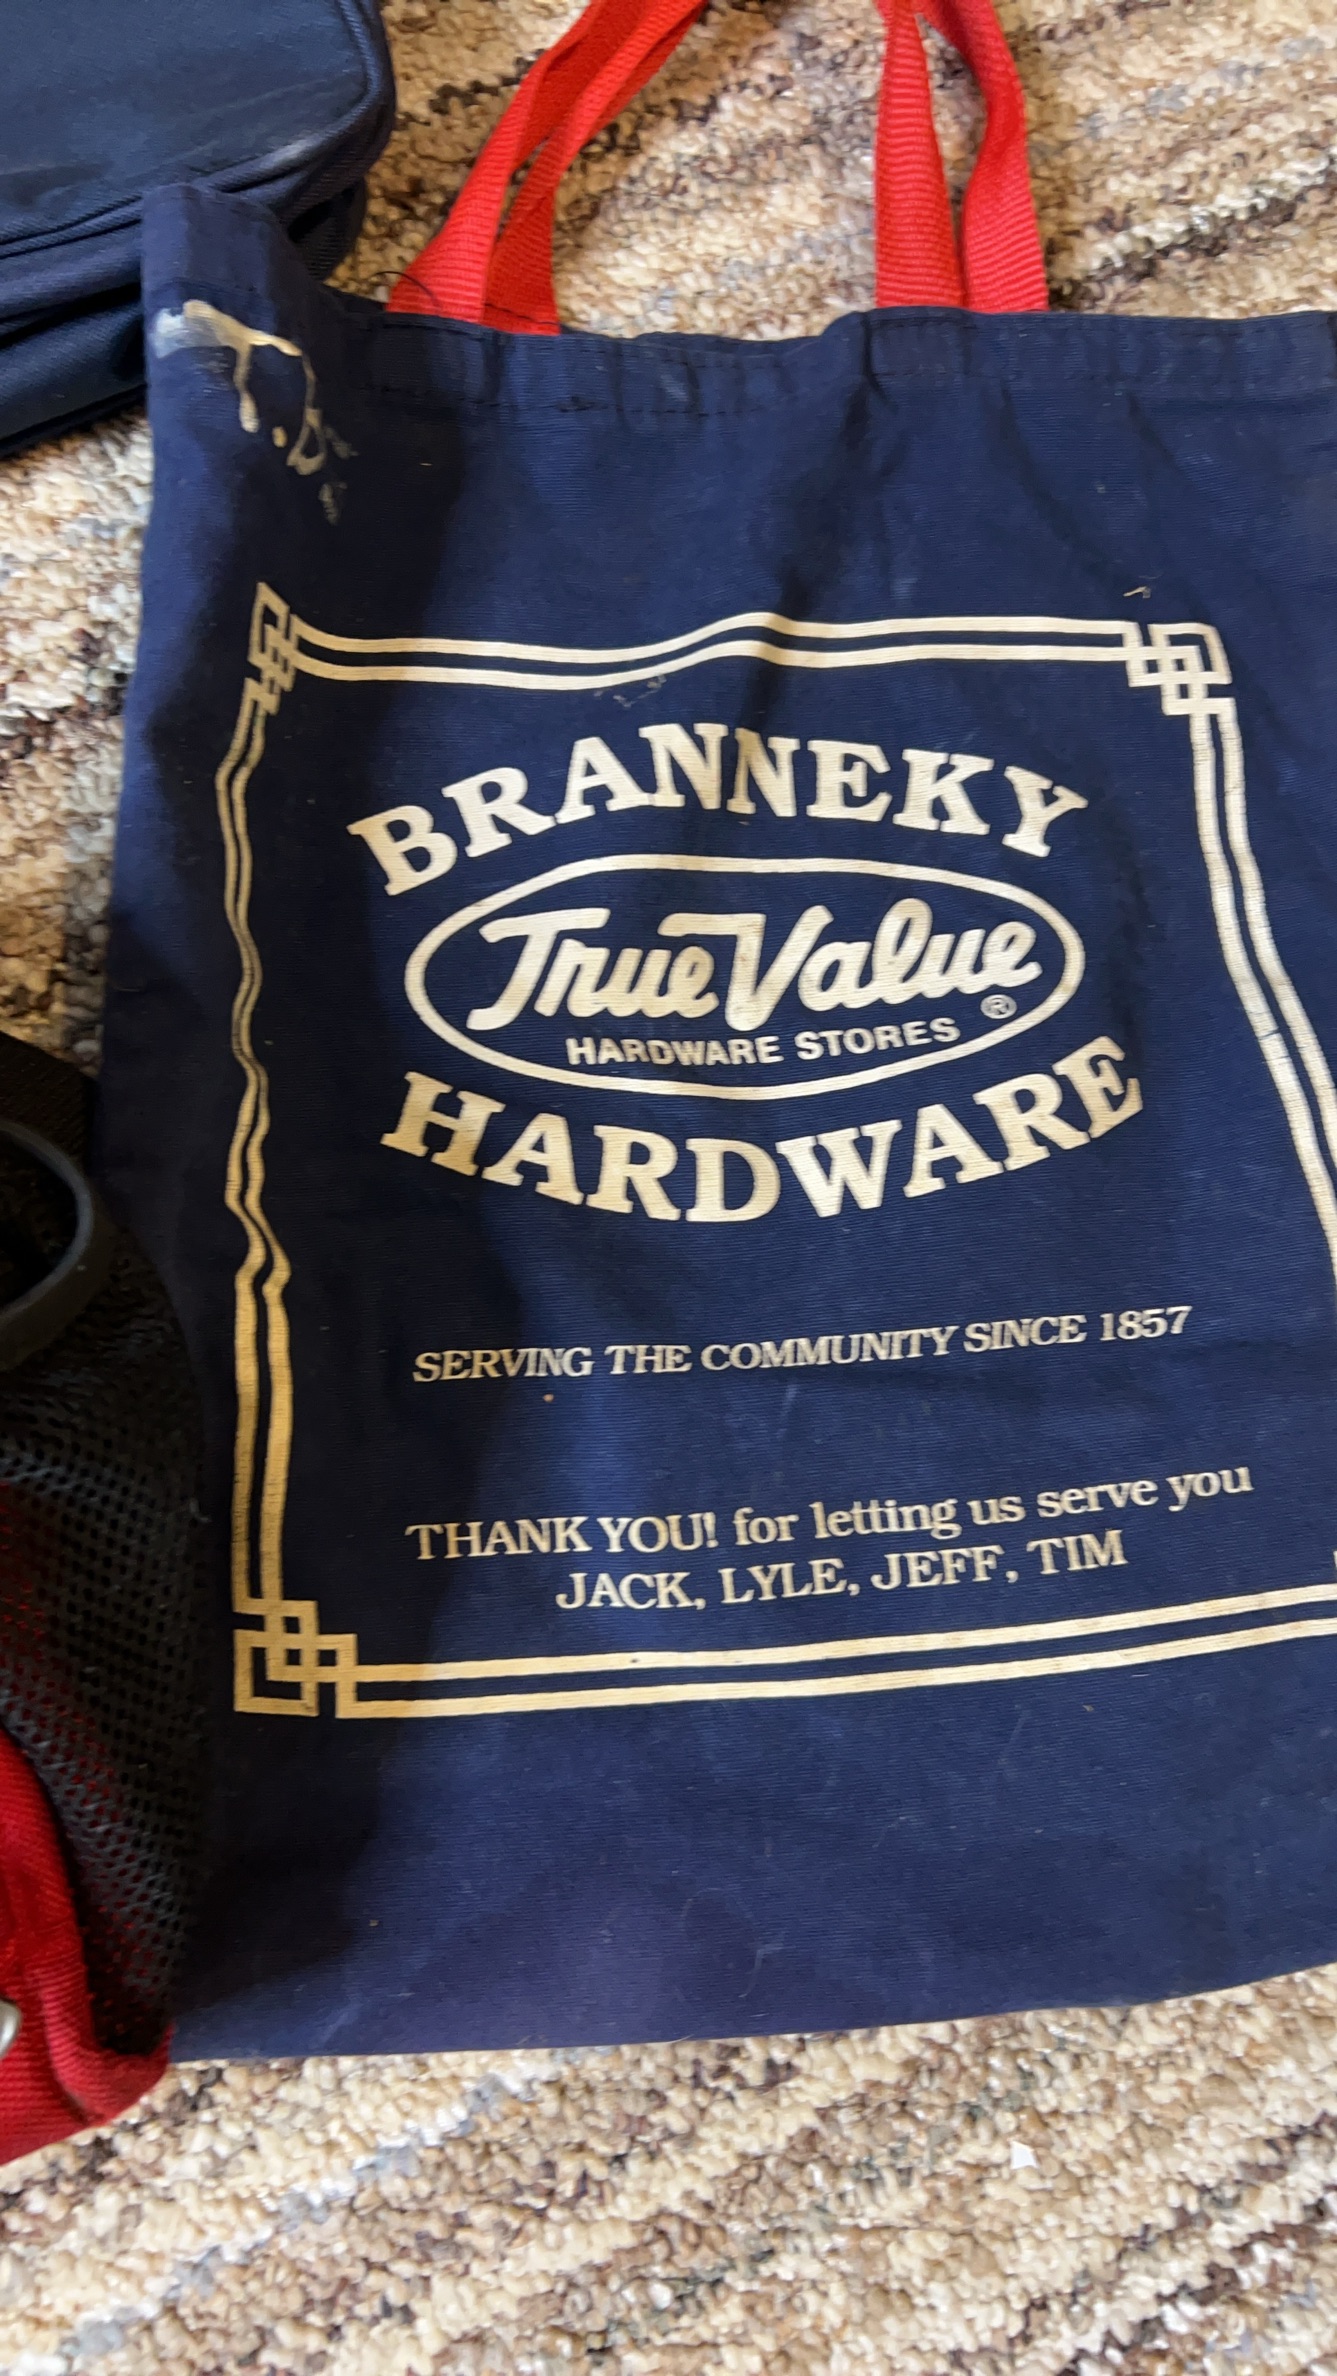 BRANNEKY
True Value ®
HARDWARE STORES
HARDWARE
SERVING THE COMMUNITY SINCE 1857
THANK YOU! for letting us serve you
JACK, LYLE, JEFF, TIM